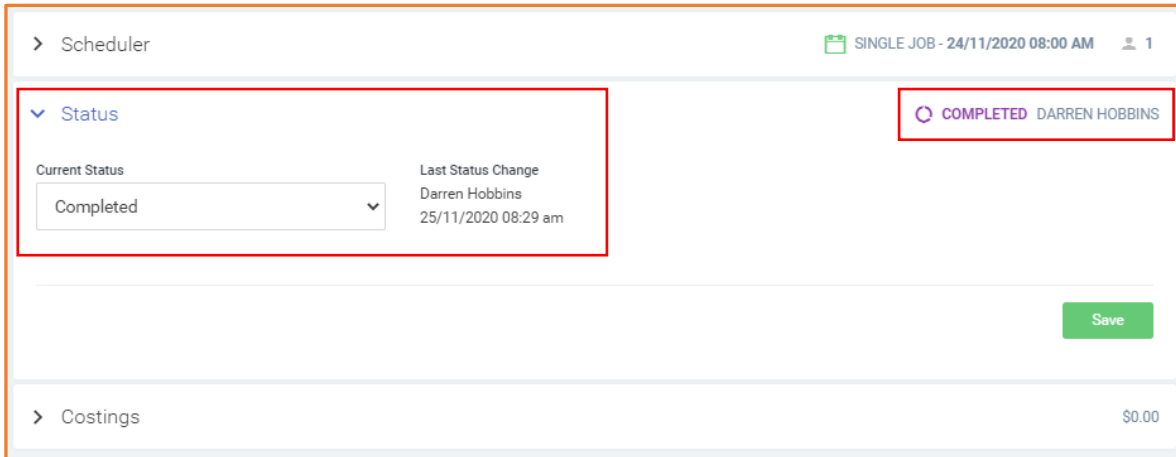 Scheduler
SINGLE JOB - 24/11/2020 08:00 AM 1
Status
COMPLETED DARREN HOBBINS
Current Status
Completed
Last Status Change
Darren Hobbins
25/11/2020 08:29 am
Save
Costings
$0.00